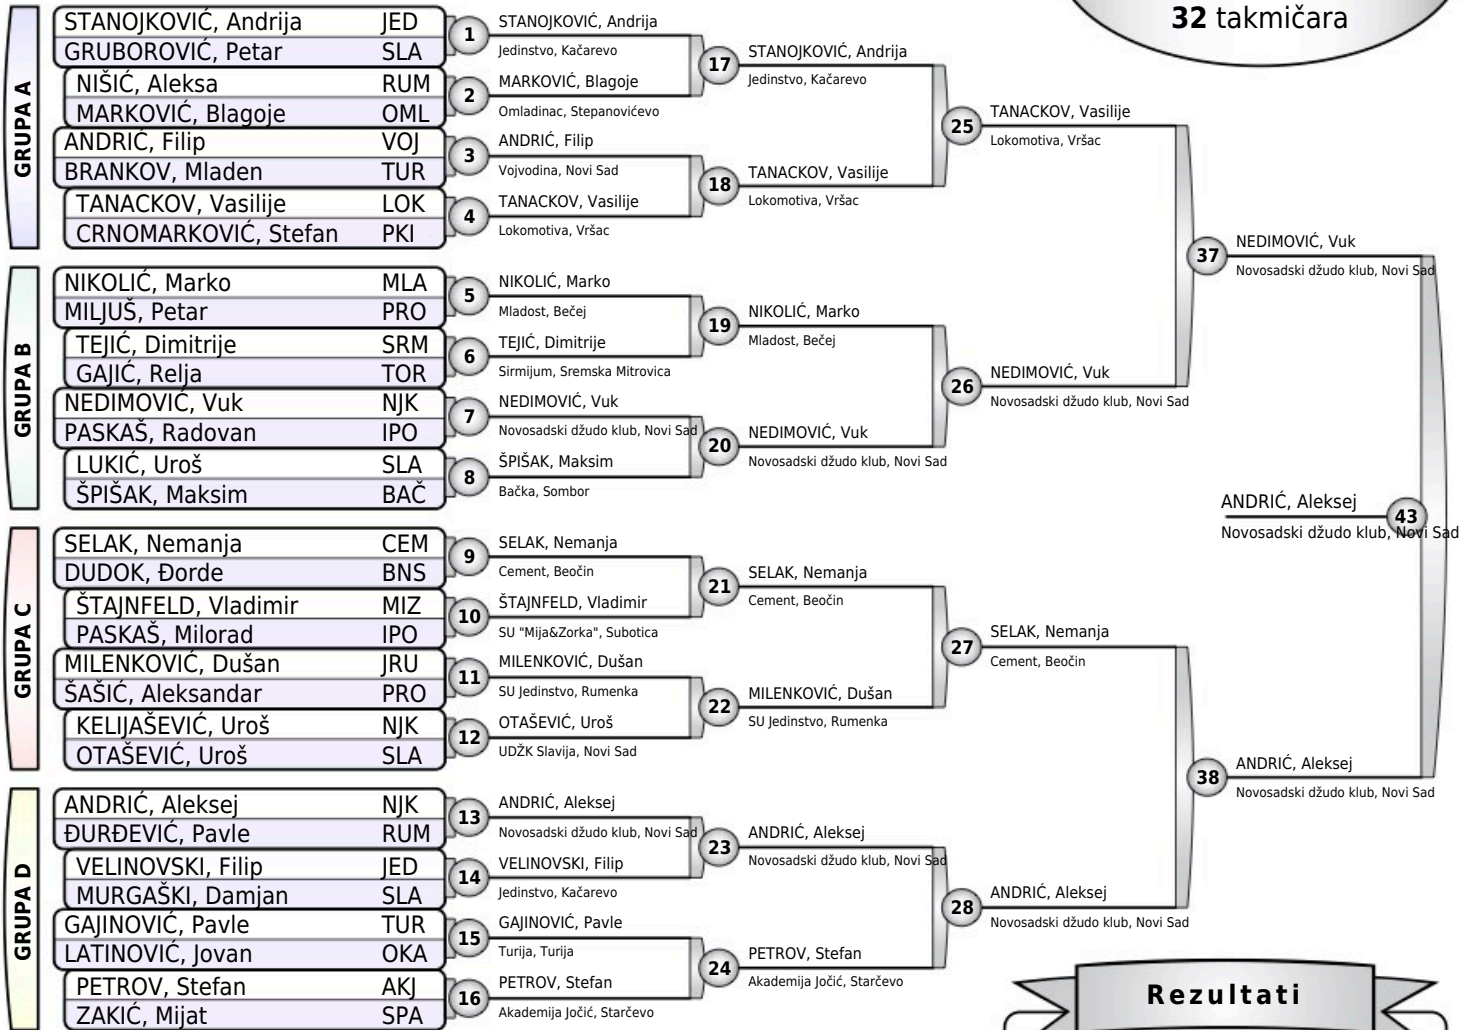 32 takmičara
GRUPA A
STANOJKOVIĆ, Andrija JED
GRUBOROVIĆ, Petar SLA
NIŠIĆ, Aleksa RUM
MARKOVIĆ, Blagoje OML
ANDRIĆ, Filip VOJ
BRANKOV, Mladen TUR
TANACKOV, Vasilije LOK
CRNOMARKOVIĆ, Stefan PKI
GRUPA B
NIKOLIĆ, Marko MLA
MILJUŠ, Petar PRO
TEJIĆ, Dimitrije SRM
GAJIĆ, Relja TOR
NEDIMOVIĆ, Vuk NJK
PASKAŠ, Radovan IPO
LUKIĆ, Uroš SLA
ŠPIŠAK, Maksim BAČ
GRUPA C
SELAK, Nemanja CEM
DUDOK, Đorde BNS
ŠTAJNFELD, Vladimir MIZ
PASKAŠ, Milorad IPO
MILENKOVIĆ, Dušan JRU
ŠAŠIĆ, Aleksandar PRO
KELIJAŠEVIĆ, Uroš NJK
OTAŠEVIĆ, Uroš SLA
GRUPA D
ANDRIĆ, Aleksej NJK
ĐURĐEVIĆ, Pavle RUM
VELINOVSKI, Filip JED
MURGAŠKI, Damjan SLA
GAJINOVIĆ, Pavle TUR
LATINOVIĆ, Jovan OKA
PETROV, Stefan AKJ
ZAKIĆ, Mijat SPA
1
STANOJKOVIĆ, Andrija
Jedinstvo, Kačarevo
2
MARKOVIĆ, Blagoje
Omladinac, Stepanovićevo
3
ANDRIĆ, Filip
Vojvodina, Novi Sad
4
TANACKOV, Vasilije
Lokomotiva, Vršac
5
NIKOLIĆ, Marko
Mladost, Bečej
6
TEJIĆ, Dimitrije
Sirmijum, Sremska Mitrovica
7
NEDIMOVIĆ, Vuk
Novosadski džudo klub, Novi Sad
8
ŠPIŠAK, Maksim
Bačka, Sombor
9
SELAK, Nemanja
Cement, Beočin
10
ŠTAJNFELD, Vladimir
SU "Mija&Zorka", Subotica
11
MILENKOVIĆ, Dušan
SU Jedinstvo, Rumenka
12
OTAŠEVIĆ, Uroš
UDŽK Slavija, Novi Sad
13
ANDRIĆ, Aleksej
Novosadski džudo klub, Novi Sad
14
VELINOVSKI, Filip
Jedinstvo, Kačarevo
15
GAJINOVIĆ, Pavle
Turija, Turija
16
PETROV, Stefan
Akademija Jočić, Starčevo
17
STANOJKOVIĆ, Andrija
Jedinstvo, Kačarevo
18
TANACKOV, Vasilije
Lokomotiva, Vršac
19
NIKOLIĆ, Marko
Mladost, Bečej
20
NEDIMOVIĆ, Vuk
Novosadski džudo klub, Novi Sad
21
SELAK, Nemanja
Cement, Beočin
22
MILENKOVIĆ, Dušan
SU Jedinstvo, Rumenka
23
ANDRIĆ, Aleksej
Novosadski džudo klub, Novi Sad
24
PETROV, Stefan
Akademija Jočić, Starčevo
25
TANACKOV, Vasilije
Lokomotiva, Vršac
26
NEDIMOVIĆ, Vuk
Novosadski džudo klub, Novi Sad
27
SELAK, Nemanja
Cement, Beočin
28
ANDRIĆ, Aleksej
Novosadski džudo klub, Novi Sad
37
NEDIMOVIĆ, Vuk
Novosadski džudo klub, Novi Sad
38
ANDRIĆ, Aleksej
Novosadski džudo klub, Novi Sad
ANDRIĆ, Aleksej
43
Novosadski džudo klub, Novi Sad
Rezultati